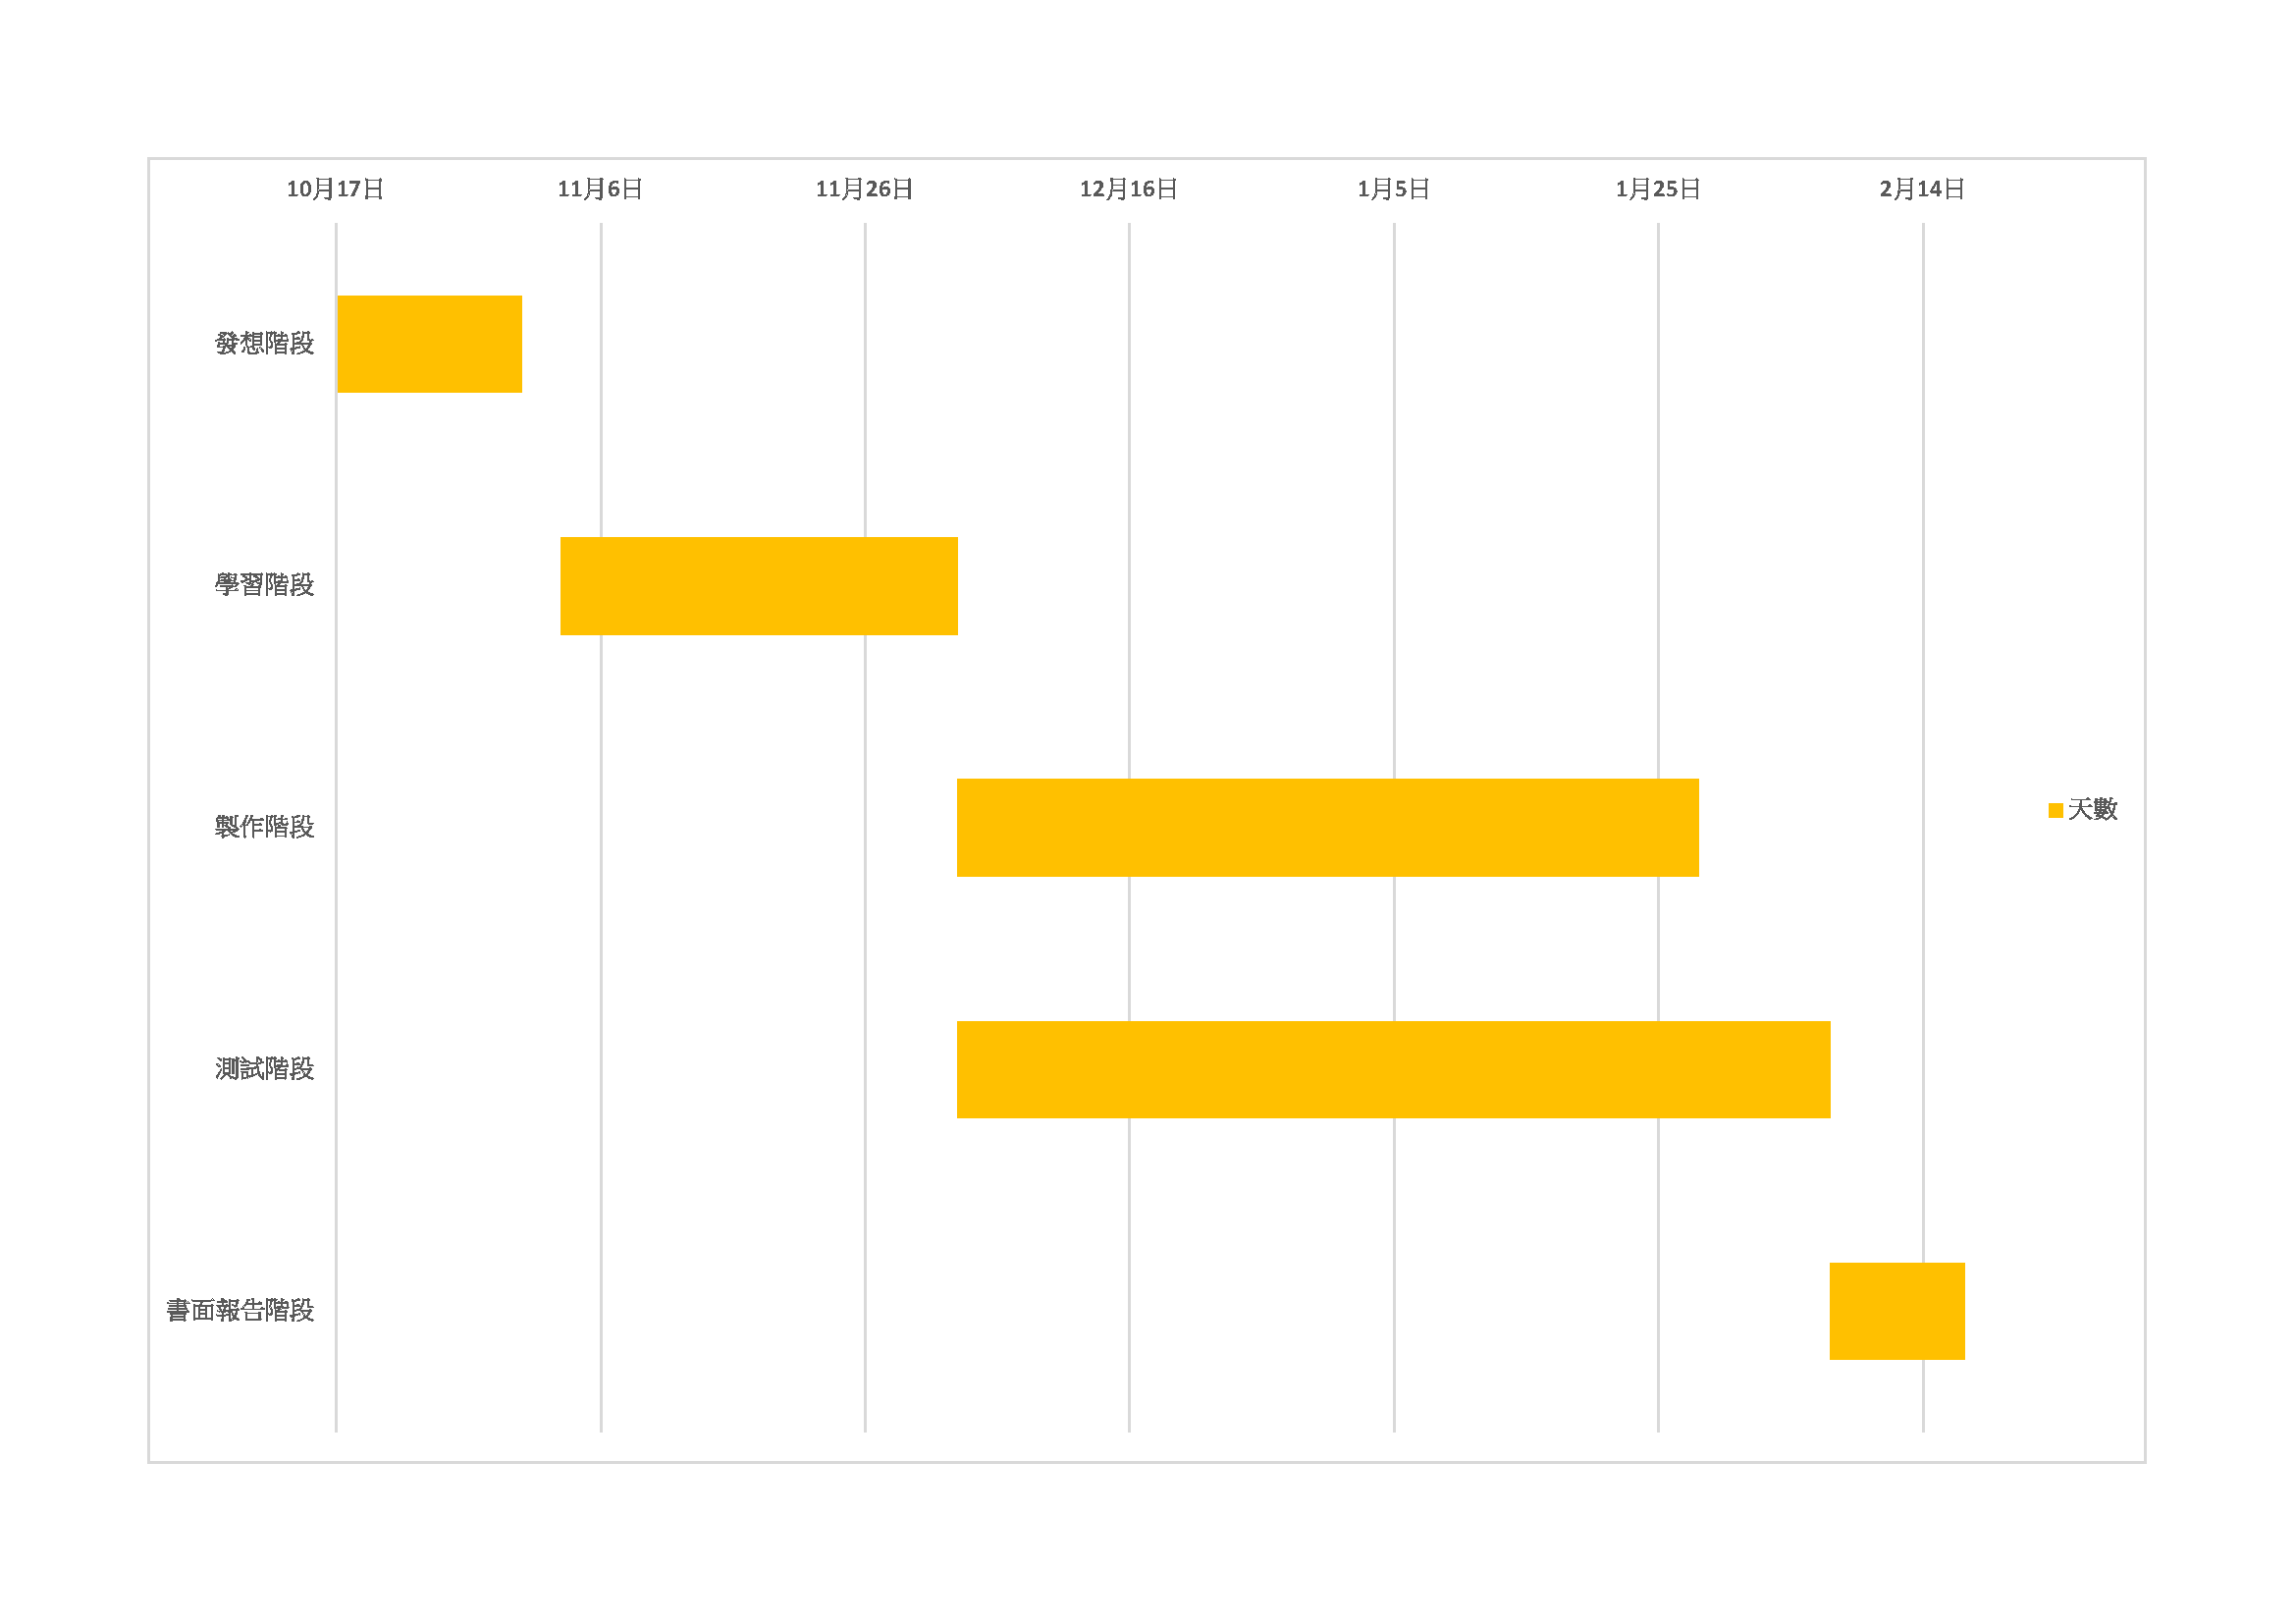 10月17日 11月6日 11月26日 12月16日 1月5日 1月25日 2月14日
發想階段
學習階段
製作階段
天數
測試階段
書面報告階段